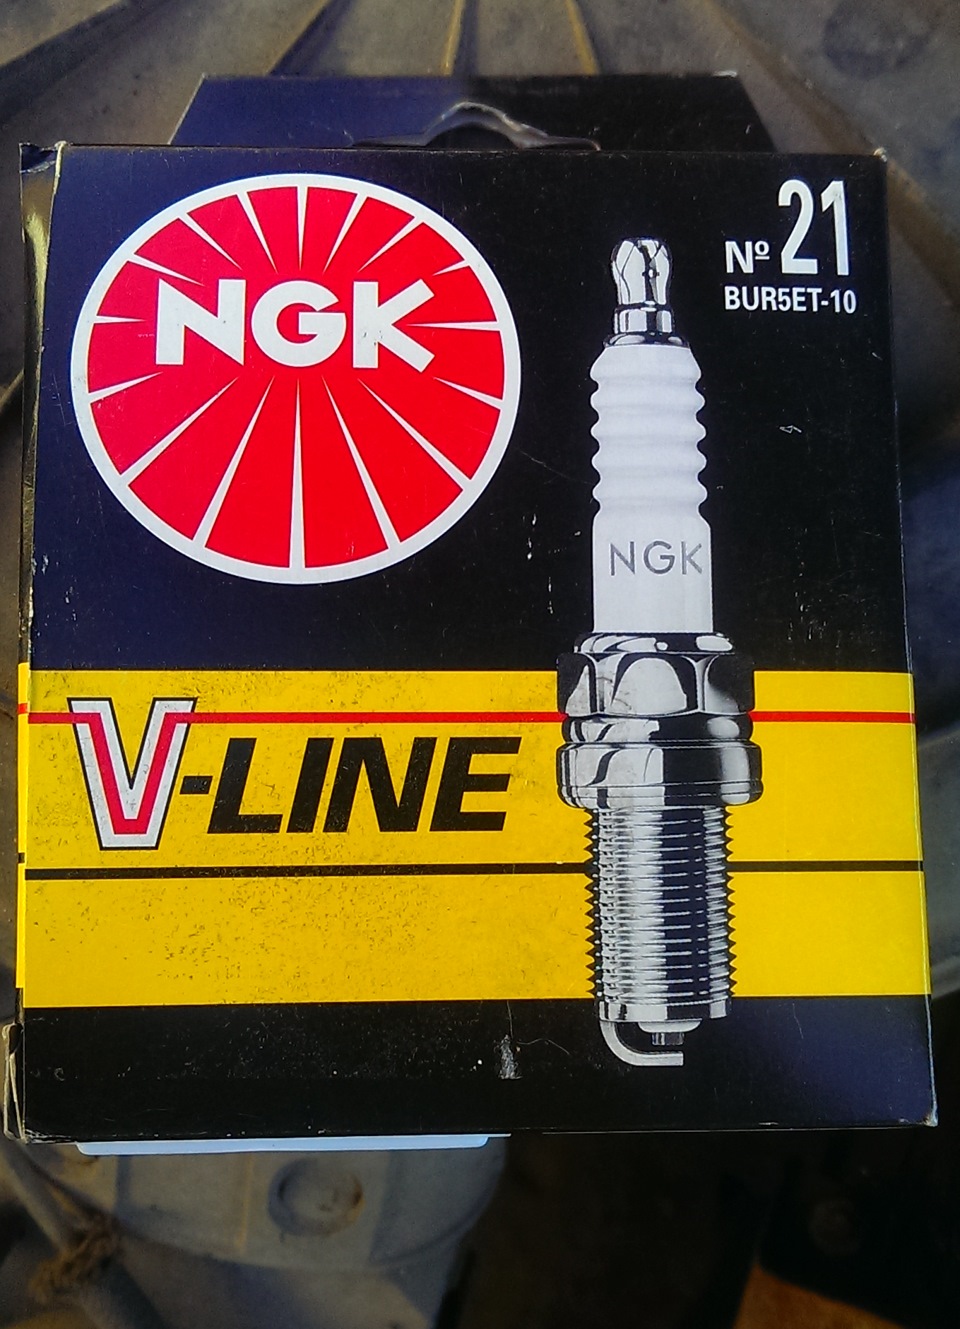 NGK
Nº 21
BUR5ET-10
NGK
V-LINE